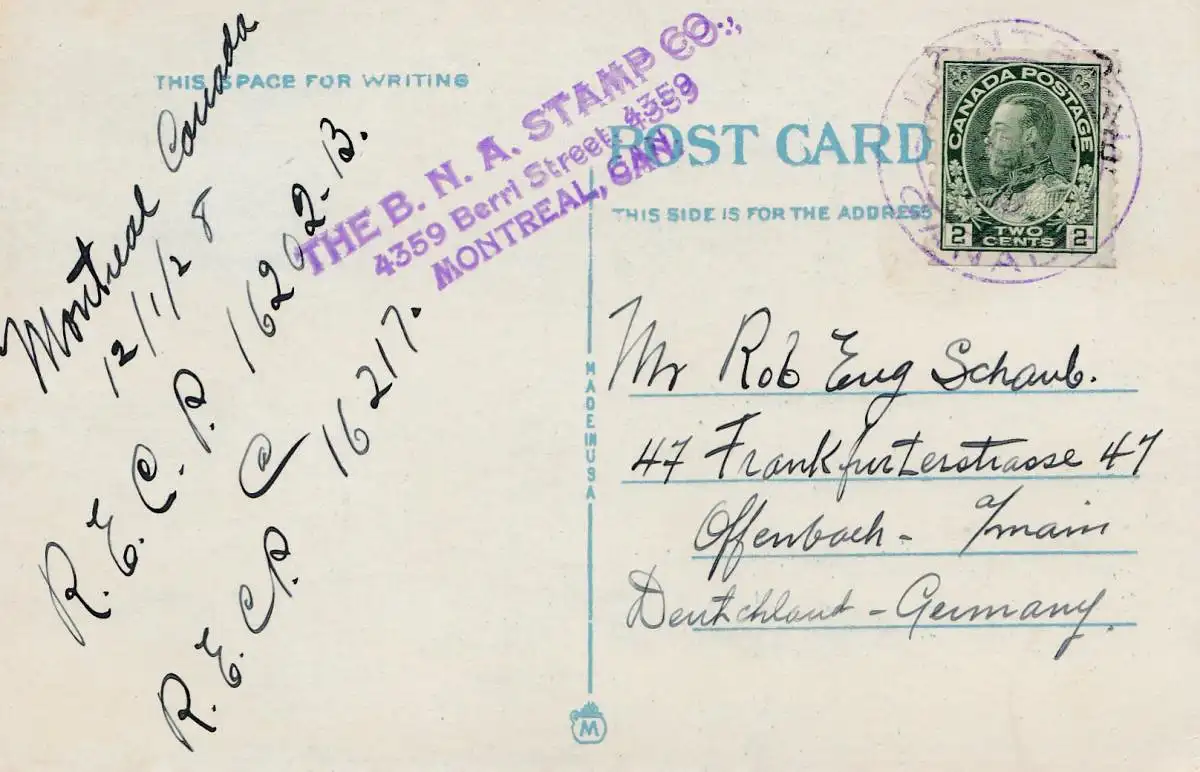 THIS SPACE FOR WRITING
Montreal Canada
12/1/28
R. E. C. P. 16202-B.
@
R. E. C. P. 16217.
THE B. N. A. STAMP CO.,
4359 Berri Street, 4359
MONTREAL, CAN.
POST CARD
THIS SIDE IS FOR THE ADDRESS
CANADA POSTAGE
2 TWO CENTS 2
MADE IN USA
Mr Rob Eug Schaub.
47 Frankfurterstrasse 47
Offenbach - a/main
Deutchland - Germany.
M